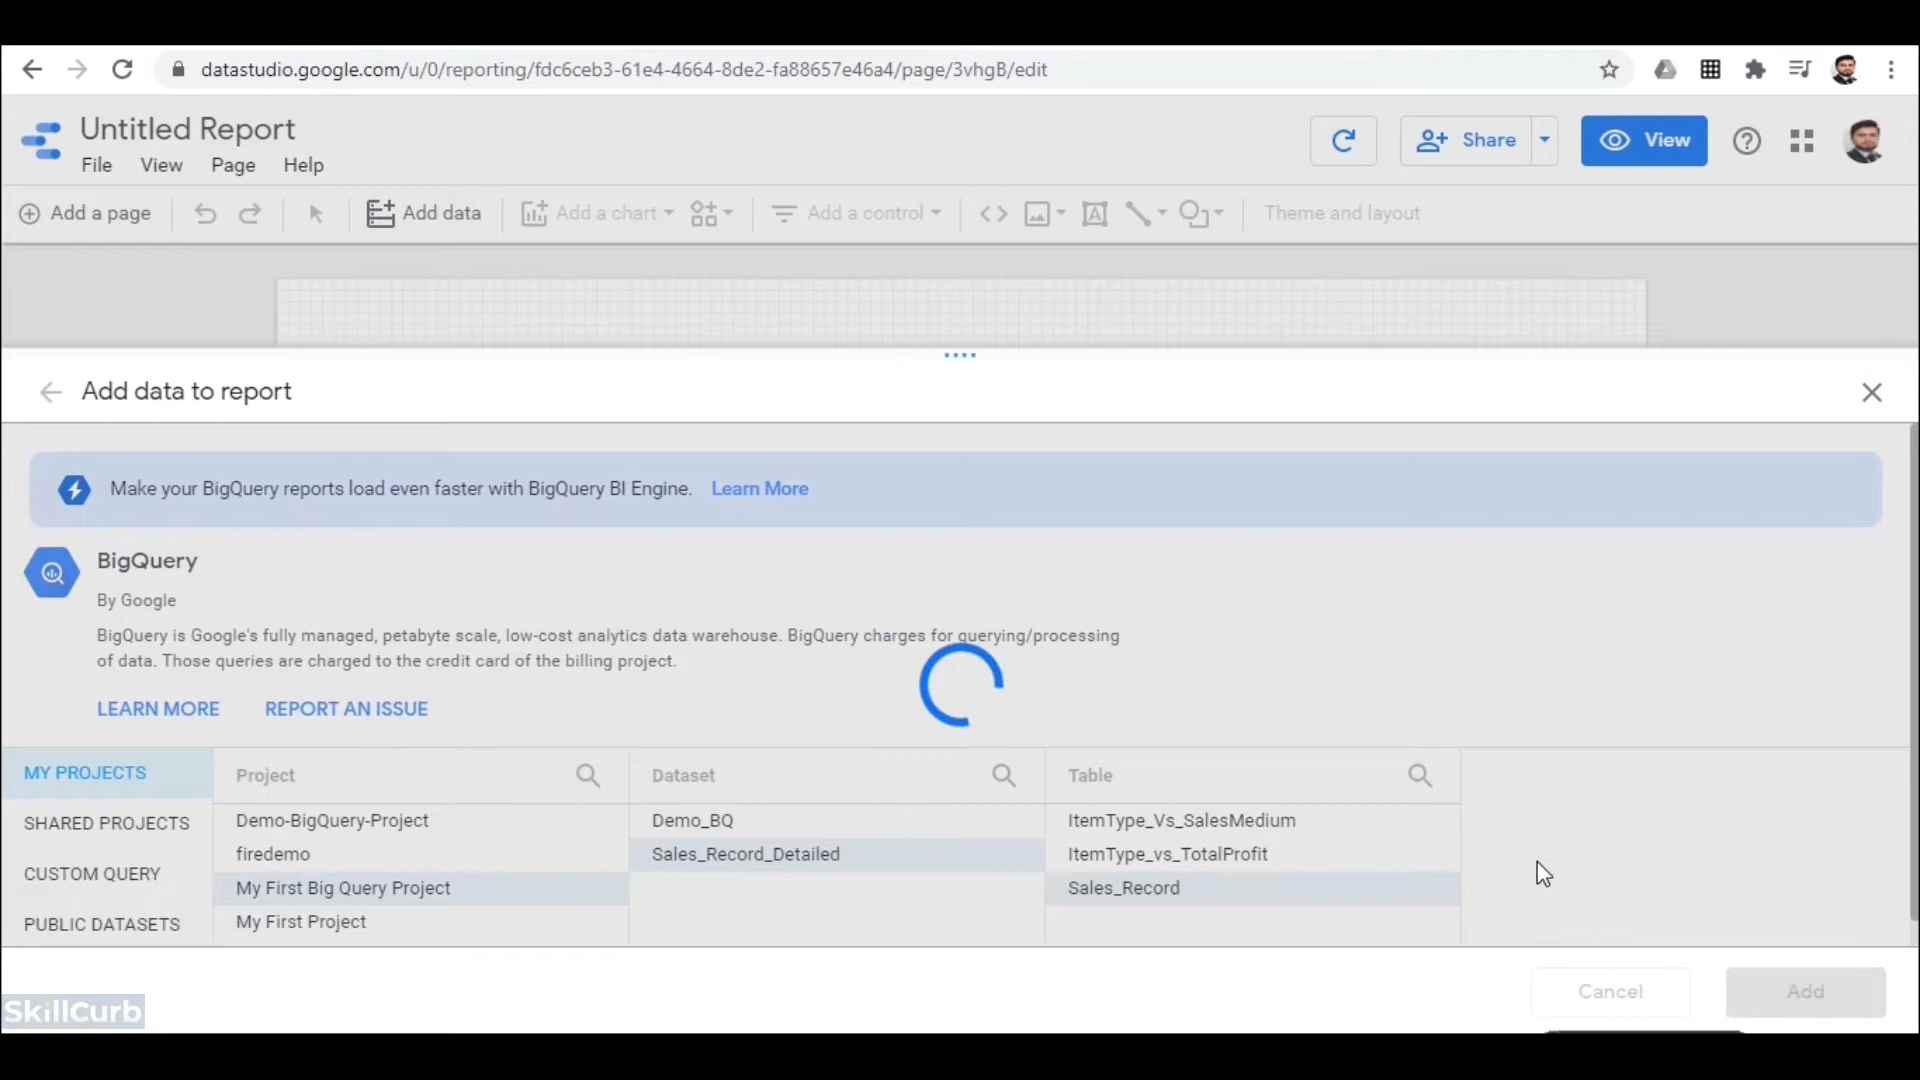 datastudio.google.com/u/0/reporting/fdc6ceb3-61e4-4664-8de2-fa88657e46a4/page/3vhgB/edit
Untitled Report
File View Page Help
Share
View
Add a page
Add data
Add a chart
Add a control
Theme and layout
Add data to report
Make your BigQuery reports load even faster with BigQuery BI Engine. Learn More
BigQuery
By Google
BigQuery is Google's fully managed, petabyte scale, low-cost analytics data warehouse. BigQuery charges for querying/processing
of data. Those queries are charged to the credit card of the billing project.
LEARN MORE REPORT AN ISSUE
MY PROJECTS
SHARED PROJECTS
CUSTOM QUERY
PUBLIC DATASETS
Project
Demo-BigQuery-Project
firedemo
My First Big Query Project
My First Project
Dataset
Demo_BQ
Sales_Record_Detailed
Table
ItemType_Vs_SalesMedium
ItemType_vs_TotalProfit
Sales_Record
Cancel
Add
SkillCurb